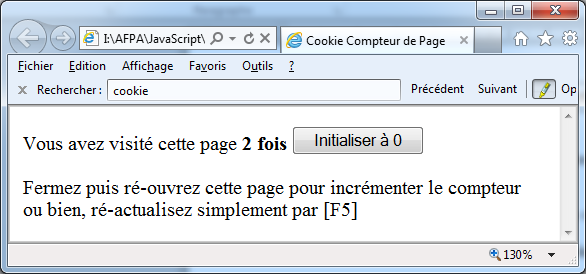 I:\AFPA\JavaScript\
Cookie Compteur de Page
Fichier Edition Affichage Favoris Outils ?
Rechercher : cookie Précédent Suivant Op
Vous avez visité cette page 2 fois Initialiser à 0
Fermez puis ré-ouvrez cette page pour incrémenter le compteur
ou bien, ré-actualisez simplement par [F5]
130%